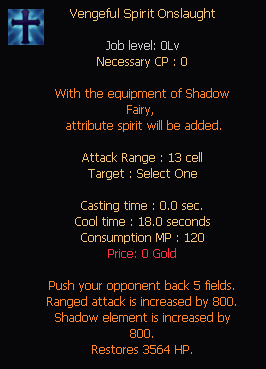 Vengeful Spirit Onslaught
Job level: 0Lv
Necessary CP : 0
With the equipment of Shadow
Fairy,
attribute spirit will be added.
Attack Range : 13 cell
Target : Select One
Casting time : 0.0 sec.
Cool time : 18.0 seconds
Consumption MP : 120
Price: 0 Gold
Push your opponent back 5 fields.
Ranged attack is increased by 800.
Shadow element is increased by
800.
Restores 3564 HP.